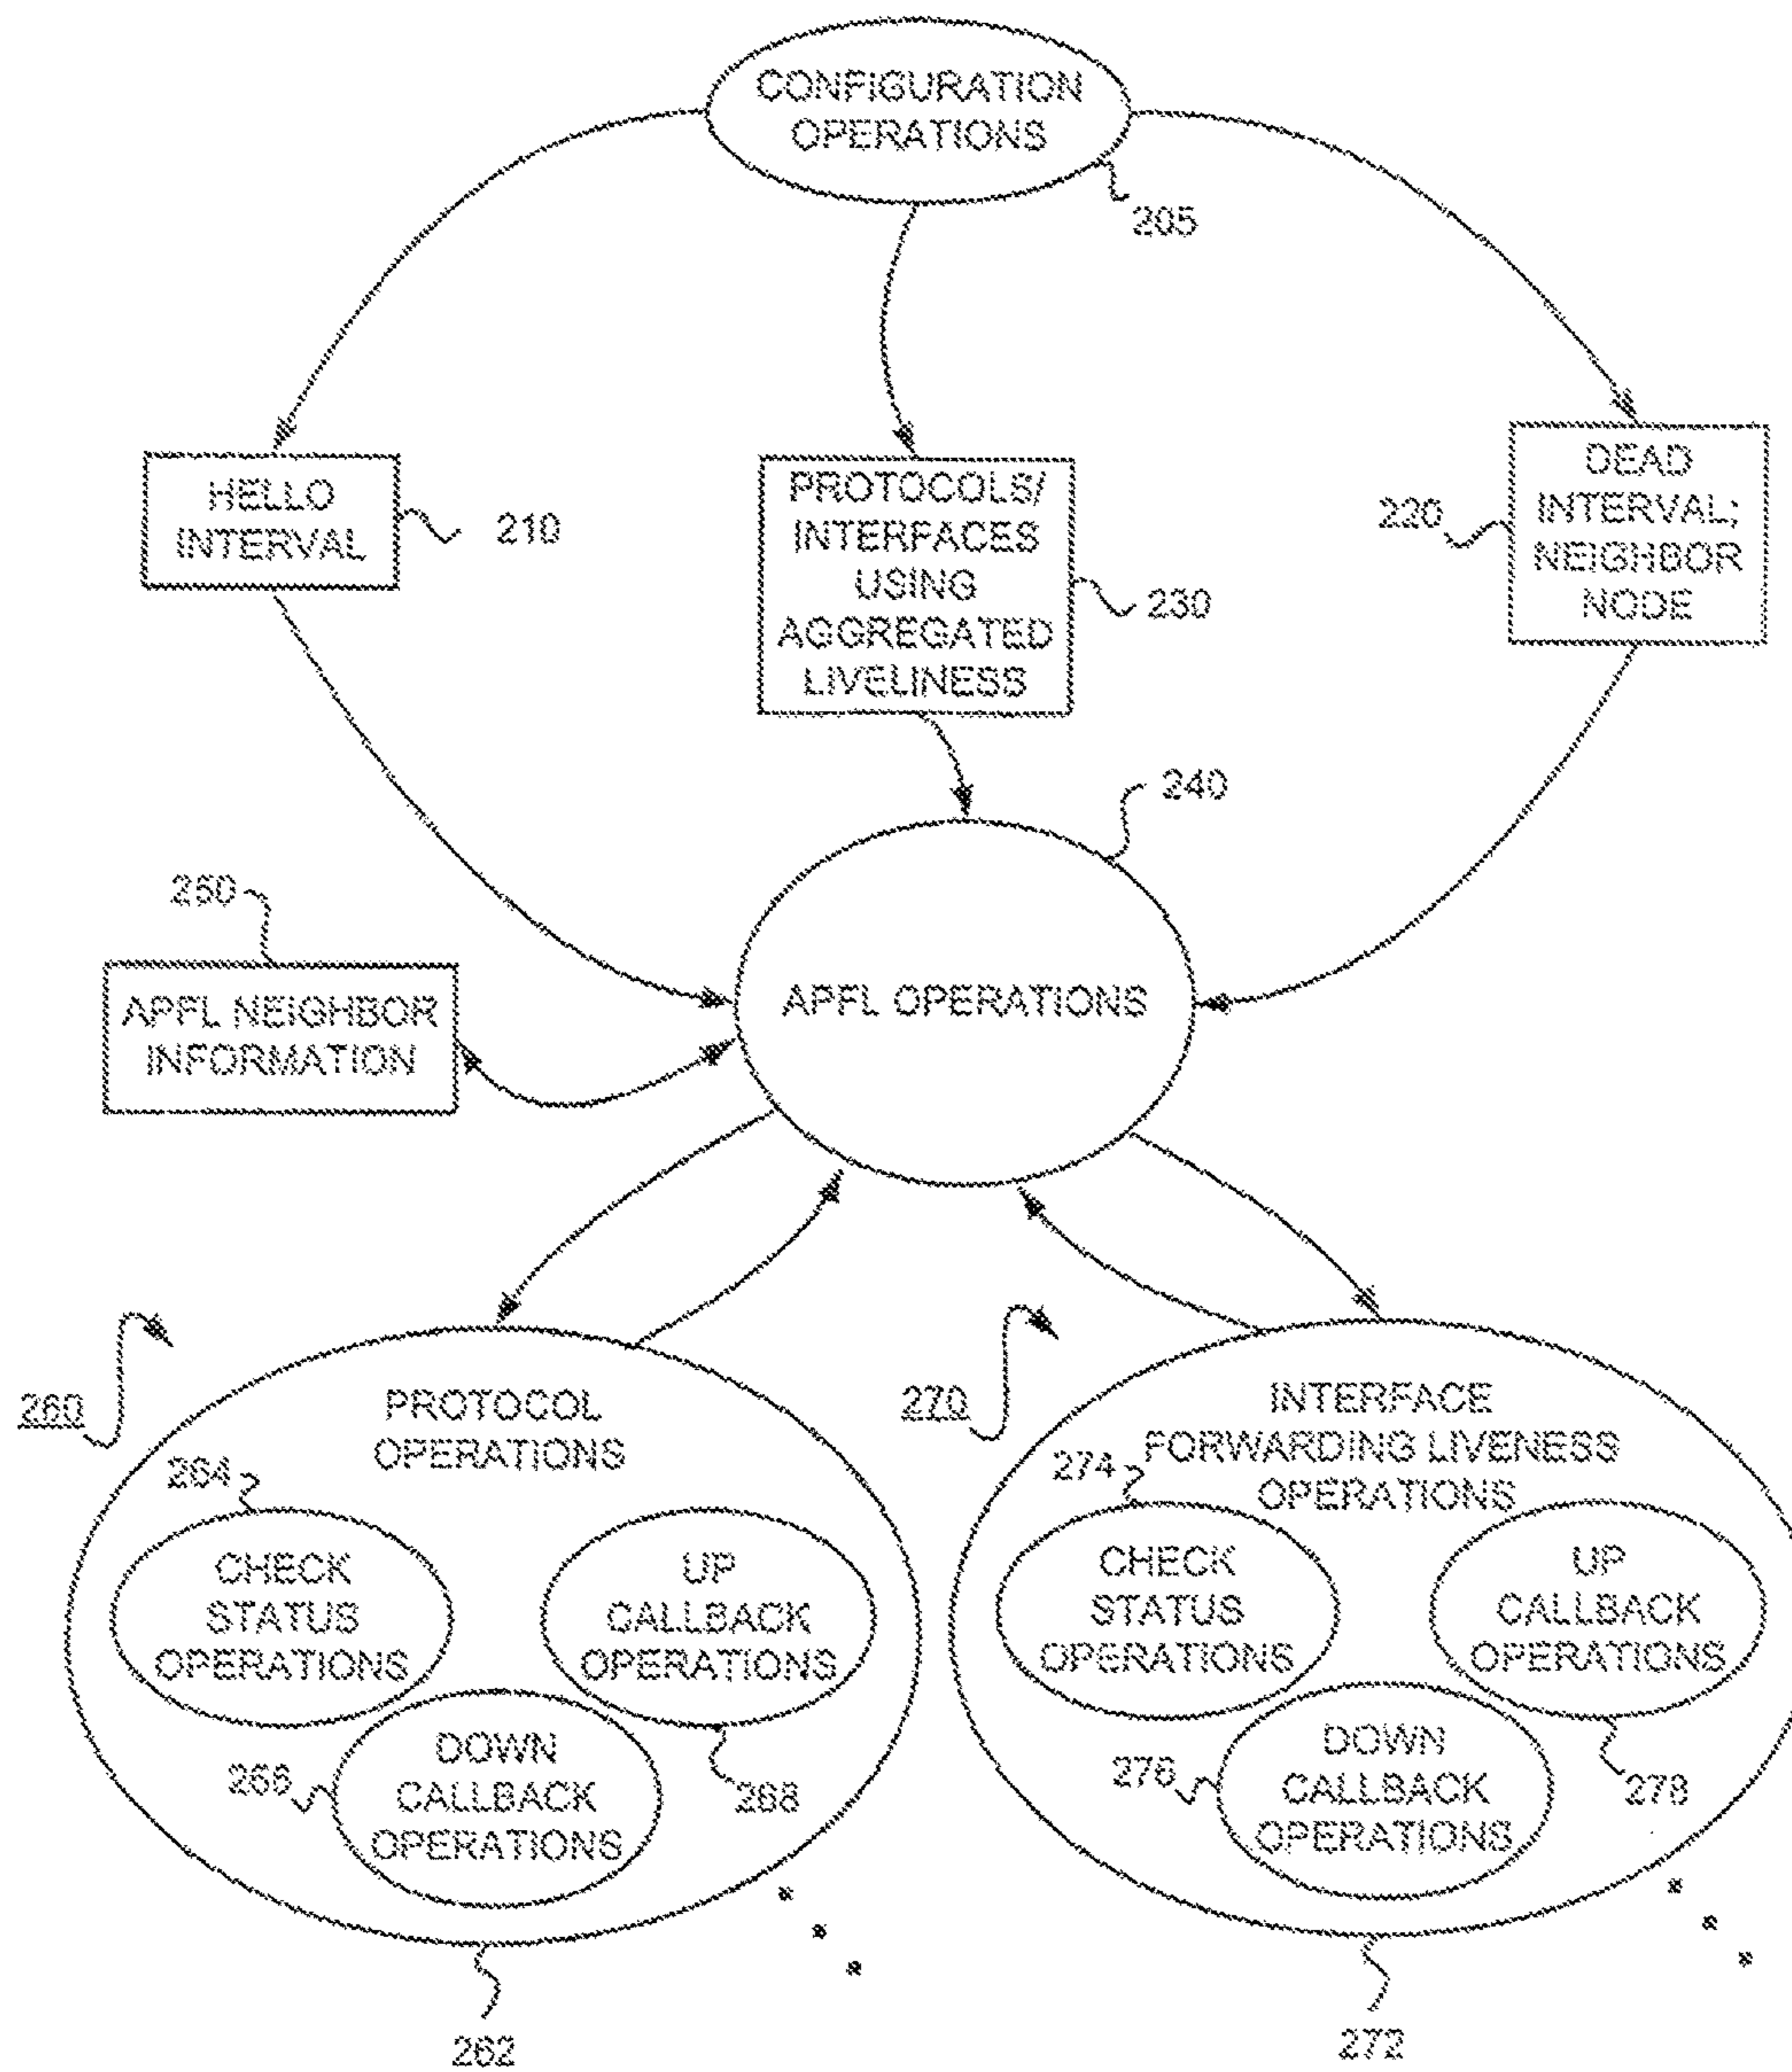 CONFIGURATION
OPERATIONS
205
HELLO
INTERVAL
210
PROTOCOLS/
INTERFACES
USING
AGGREGATED
LIVELINESS
230
DEAD
INTERVAL;
NEIGHBOR
NODE
220
240
250
APFL NEIGHBOR
INFORMATION
APFL OPERATIONS
260
PROTOCOL
OPERATIONS
264
CHECK
STATUS
OPERATIONS
UP
CALLBACK
OPERATIONS
266
DOWN
CALLBACK
OPERATIONS
268
262
270
INTERFACE
FORWARDING LIVENESS
OPERATIONS
274
CHECK
STATUS
OPERATIONS
UP
CALLBACK
OPERATIONS
276
DOWN
CALLBACK
OPERATIONS
278
272